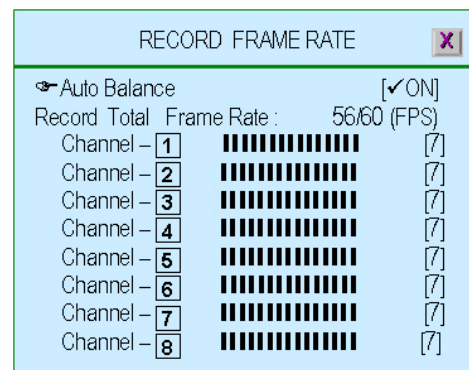 RECORD FRAME RATE X
☞Auto Balance [✓ON]
Record Total Frame Rate : 56/60 (FPS)
Channel – 1 [7]
Channel – 2 [7]
Channel – 3 [7]
Channel – 4 [7]
Channel – 5 [7]
Channel – 6 [7]
Channel – 7 [7]
Channel – 8 [7]